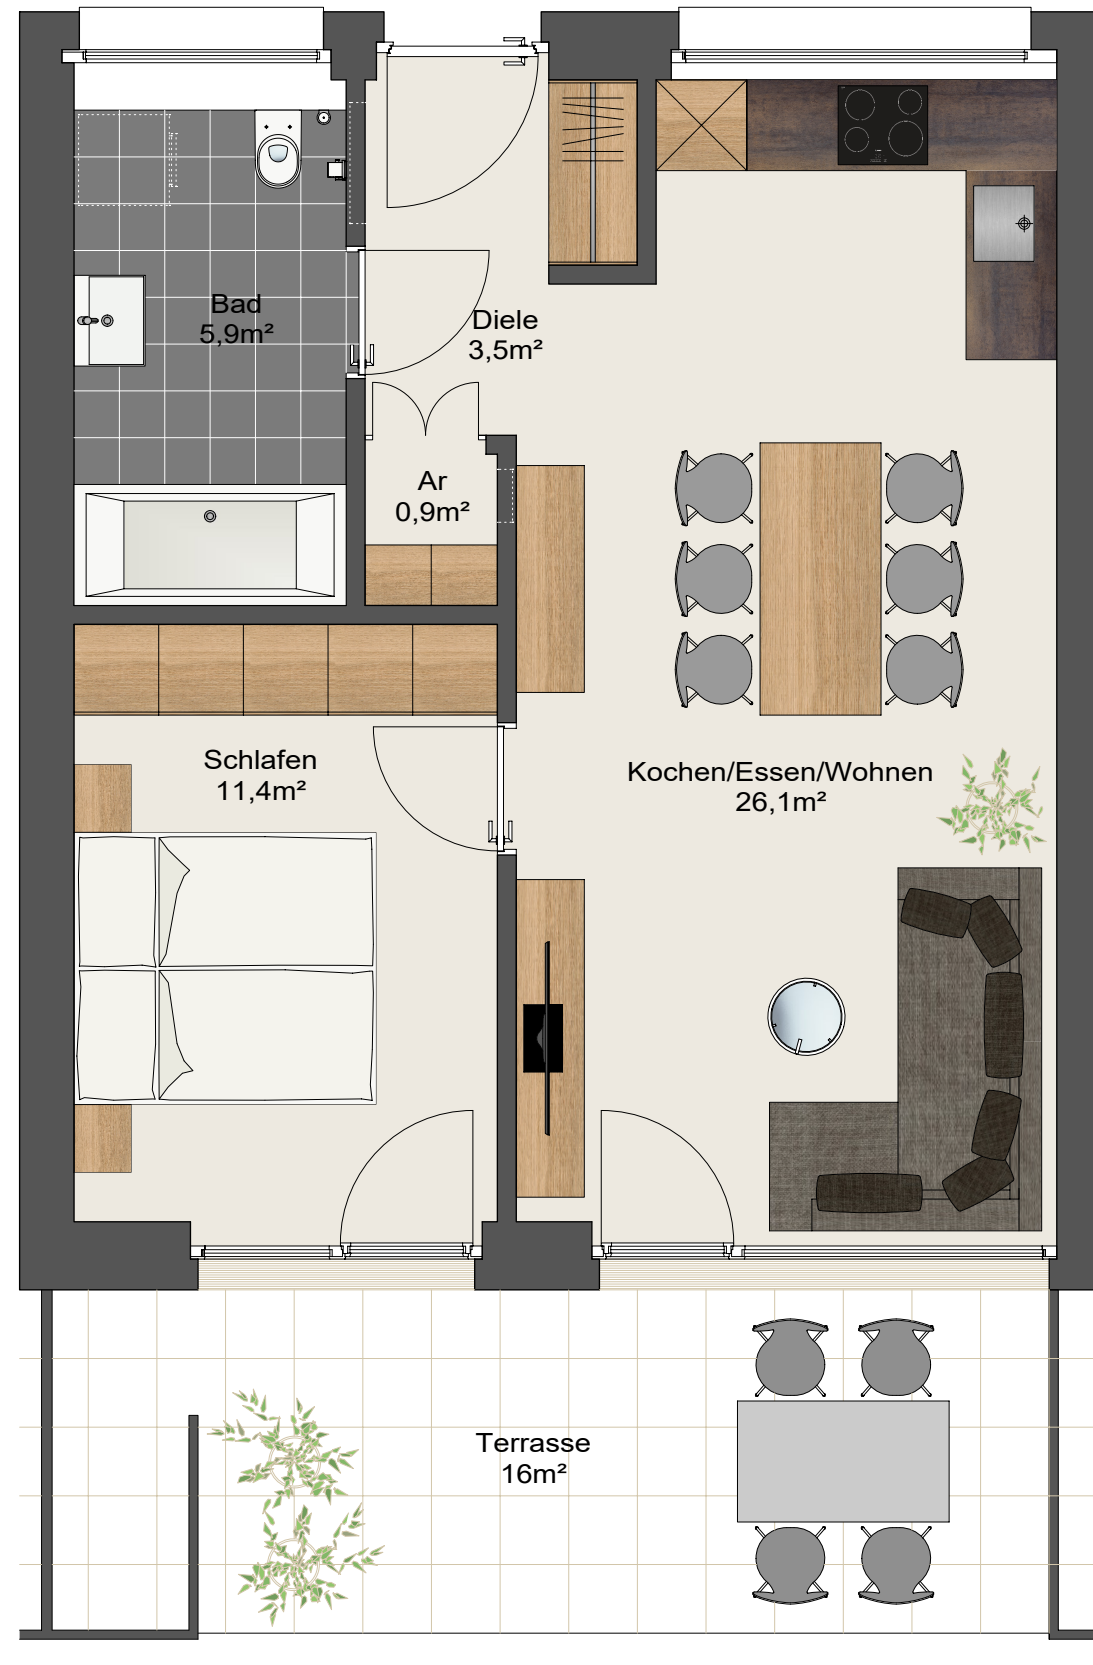 Bad
5,9m²
Diele
3,5m²
Ar
0,9m²
Schlafen
11,4m²
Kochen/Essen/Wohnen
26,1m²
Terrasse
16m²